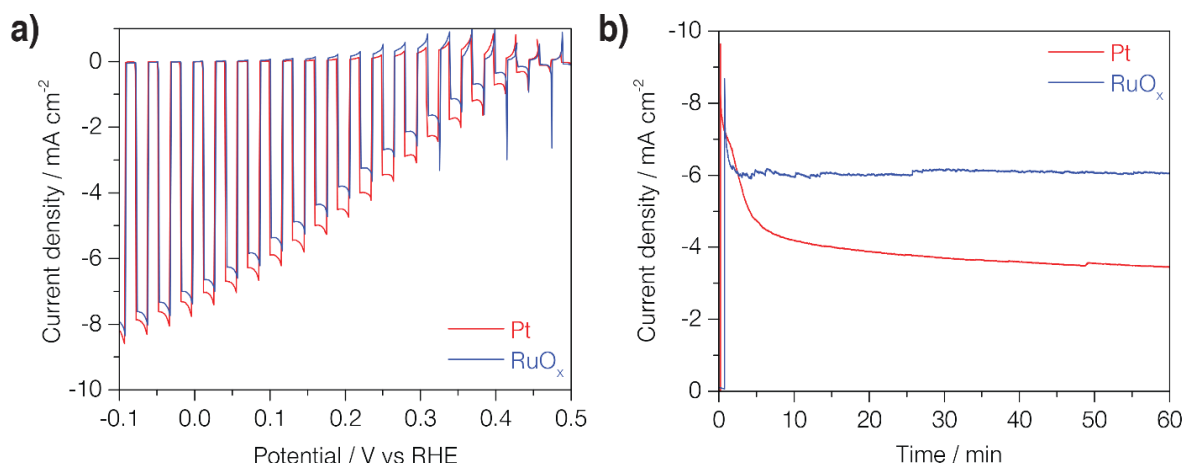 a)
0
-2
-4
-6
-8
-10
Current density / mA cm-2
Pt
RuOx
-0.1 0.0 0.1 0.2 0.3 0.4 0.5
Potential / V vs RHE
b)
-10
-8
-6
-4
-2
0
Current density / mA cm-2
Pt
RuOx
0 10 20 30 40 50 60
Time / min